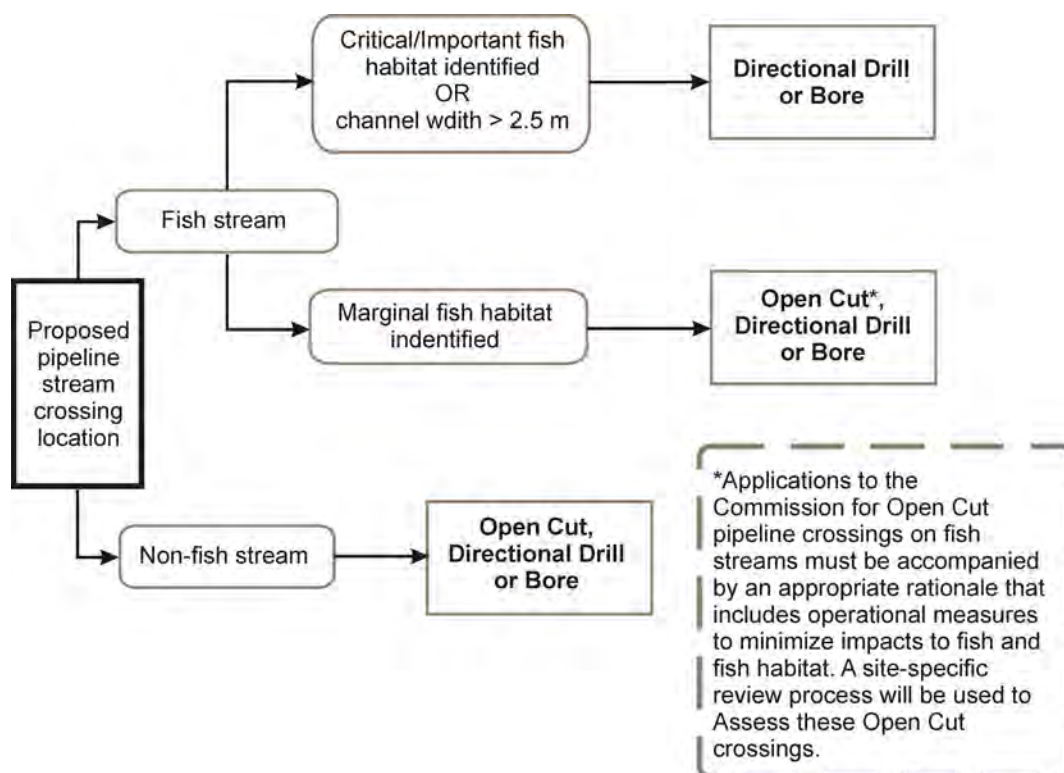 Critical/Important fish
habitat identified
OR
channel wdith > 2.5 m
Directional Drill
or Bore
Fish stream
Marginal fish habitat
indentified
Open Cut*,
Directional Drill
or Bore
Proposed
pipeline
stream
crossing
location
Non-fish stream
Open Cut,
Directional Drill
or Bore
*Applications to the
Commission for Open Cut
pipeline crossings on fish
streams must be accompanied
by an appropriate rationale that
includes operational measures
to minimize impacts to fish and
fish habitat. A site-specific
review process will be used to
Assess these Open Cut
crossings.